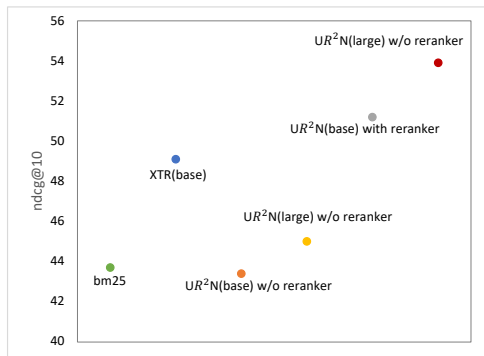 UR²N(large) w/o reranker
54
52
UR²N(base) with reranker
50
XTR(base)
48
ndcg@10
46
UR²N(large) w/o reranker
44
bm25
UR²N(base) w/o reranker
42
40